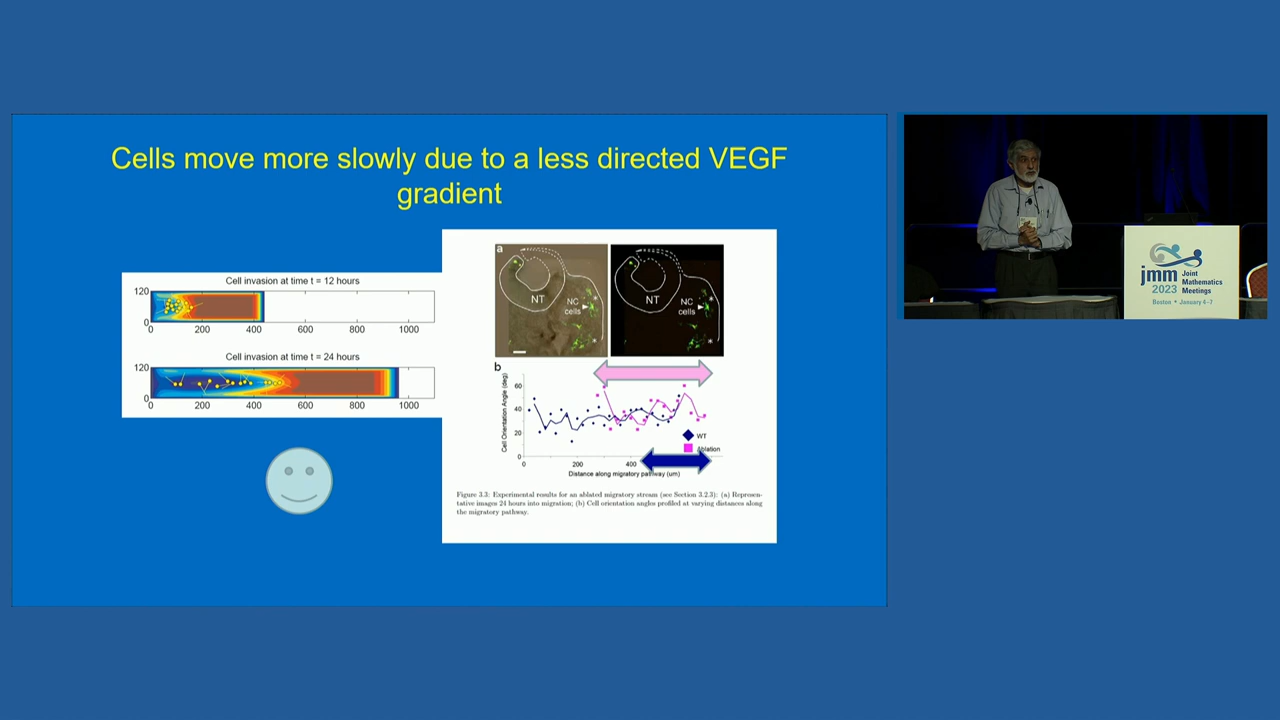 Cells move more slowly due to a less directed VEGF
gradient
Cell invasion at time t = 12 hours
120
0
0 200 400 600 800 1000
Cell invasion at time t = 24 hours
120
0
0 200 400 600 800 1000
a
NT
NC
cells
*
*
NT
NC
cells
*
*
b
Cell Orientation Angle (deg)
60
40
20
0
0 200 400
WT
Ablation
Distance along migratory pathway (um)
Figure 3.3: Experimental results for an ablated migratory stream (see Section 3.2.3): (a) Represen-
tative images 24 hours into migration; (b) Cell orientation angles profiled at varying distances along
the migratory pathway.
jmm
2023
Joint
Mathematics
Meetings
Boston • January 4-7